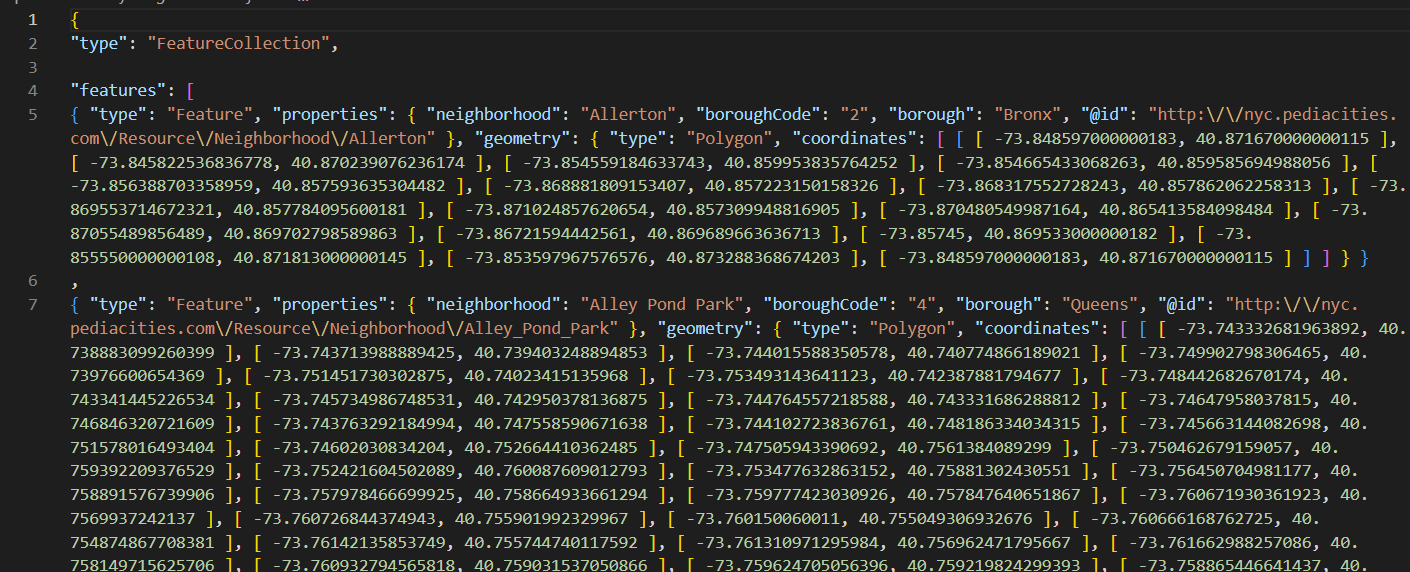 1 {
2 "type": "FeatureCollection",
3
4 "features": [
5 { "type": "Feature", "properties": { "neighborhood": "Allerton", "boroughCode": "2", "borough": "Bronx", "@id": "http:\/\/nyc.pediacities.
com\/Resource\/Neighborhood\/Allerton" }, "geometry": { "type": "Polygon", "coordinates": [ [ [ -73.848597000000183, 40.871670000000115 ],
[ -73.845822536836778, 40.870239076236174 ], [ -73.854559184633743, 40.859953835764252 ], [ -73.854665433068263, 40.859585694988056 ], [
-73.856388703358959, 40.857593635304482 ], [ -73.868881809153407, 40.857223150158326 ], [ -73.868317552728243, 40.857862062258313 ], [ -73.
869553714672321, 40.857784095600181 ], [ -73.871024857620654, 40.857309948816905 ], [ -73.870480549987164, 40.865413584098484 ], [ -73.
87055489856489, 40.869702798589863 ], [ -73.86721594442561, 40.869689663636713 ], [ -73.85745, 40.869533000000182 ], [ -73.
855550000000108, 40.871813000000145 ], [ -73.853597967576576, 40.873288368674203 ], [ -73.848597000000183, 40.871670000000115 ] ] ] } }
6 ,
7 { "type": "Feature", "properties": { "neighborhood": "Alley Pond Park", "boroughCode": "4", "borough": "Queens", "@id": "http:\/\/nyc.
pediacities.com\/Resource\/Neighborhood\/Alley_Pond_Park" }, "geometry": { "type": "Polygon", "coordinates": [ [ [ -73.743332681963892, 40.
738883099260399 ], [ -73.743713988889425, 40.739403248894853 ], [ -73.744015588350578, 40.740774866189021 ], [ -73.749902798306465, 40.
73976600654369 ], [ -73.751451730302875, 40.74023415135968 ], [ -73.753493143641123, 40.742387881794677 ], [ -73.748442682670174, 40.
743341445226534 ], [ -73.745734986748531, 40.742950378136875 ], [ -73.744764557218588, 40.743331686288812 ], [ -73.74647958037815, 40.
746846320721609 ], [ -73.743763292184994, 40.747558590671638 ], [ -73.744102723836761, 40.748186334034315 ], [ -73.745663144082698, 40.
751578016493404 ], [ -73.74602030834204, 40.752664410362485 ], [ -73.747505943390692, 40.7561384089299 ], [ -73.750462679159057, 40.
759392209376529 ], [ -73.752421604502089, 40.760087609012793 ], [ -73.753477632863152, 40.75881302430551 ], [ -73.756450704981177, 40.
758891576739906 ], [ -73.757978466699925, 40.758664933661294 ], [ -73.759777423030926, 40.757847640651867 ], [ -73.760671930361923, 40.
7569937242137 ], [ -73.760726844374943, 40.755901992329967 ], [ -73.760150060011, 40.755049306932676 ], [ -73.760666168762725, 40.
754874867708381 ], [ -73.76142135853749, 40.755744740117592 ], [ -73.761310971295984, 40.756962471795667 ], [ -73.761662988257086, 40.
758149715625706 ], [ -73.760932794565818, 40.759031537050866 ], [ -73.759624705056396, 40.759219824299393 ], [ -73.758865446641437, 40.